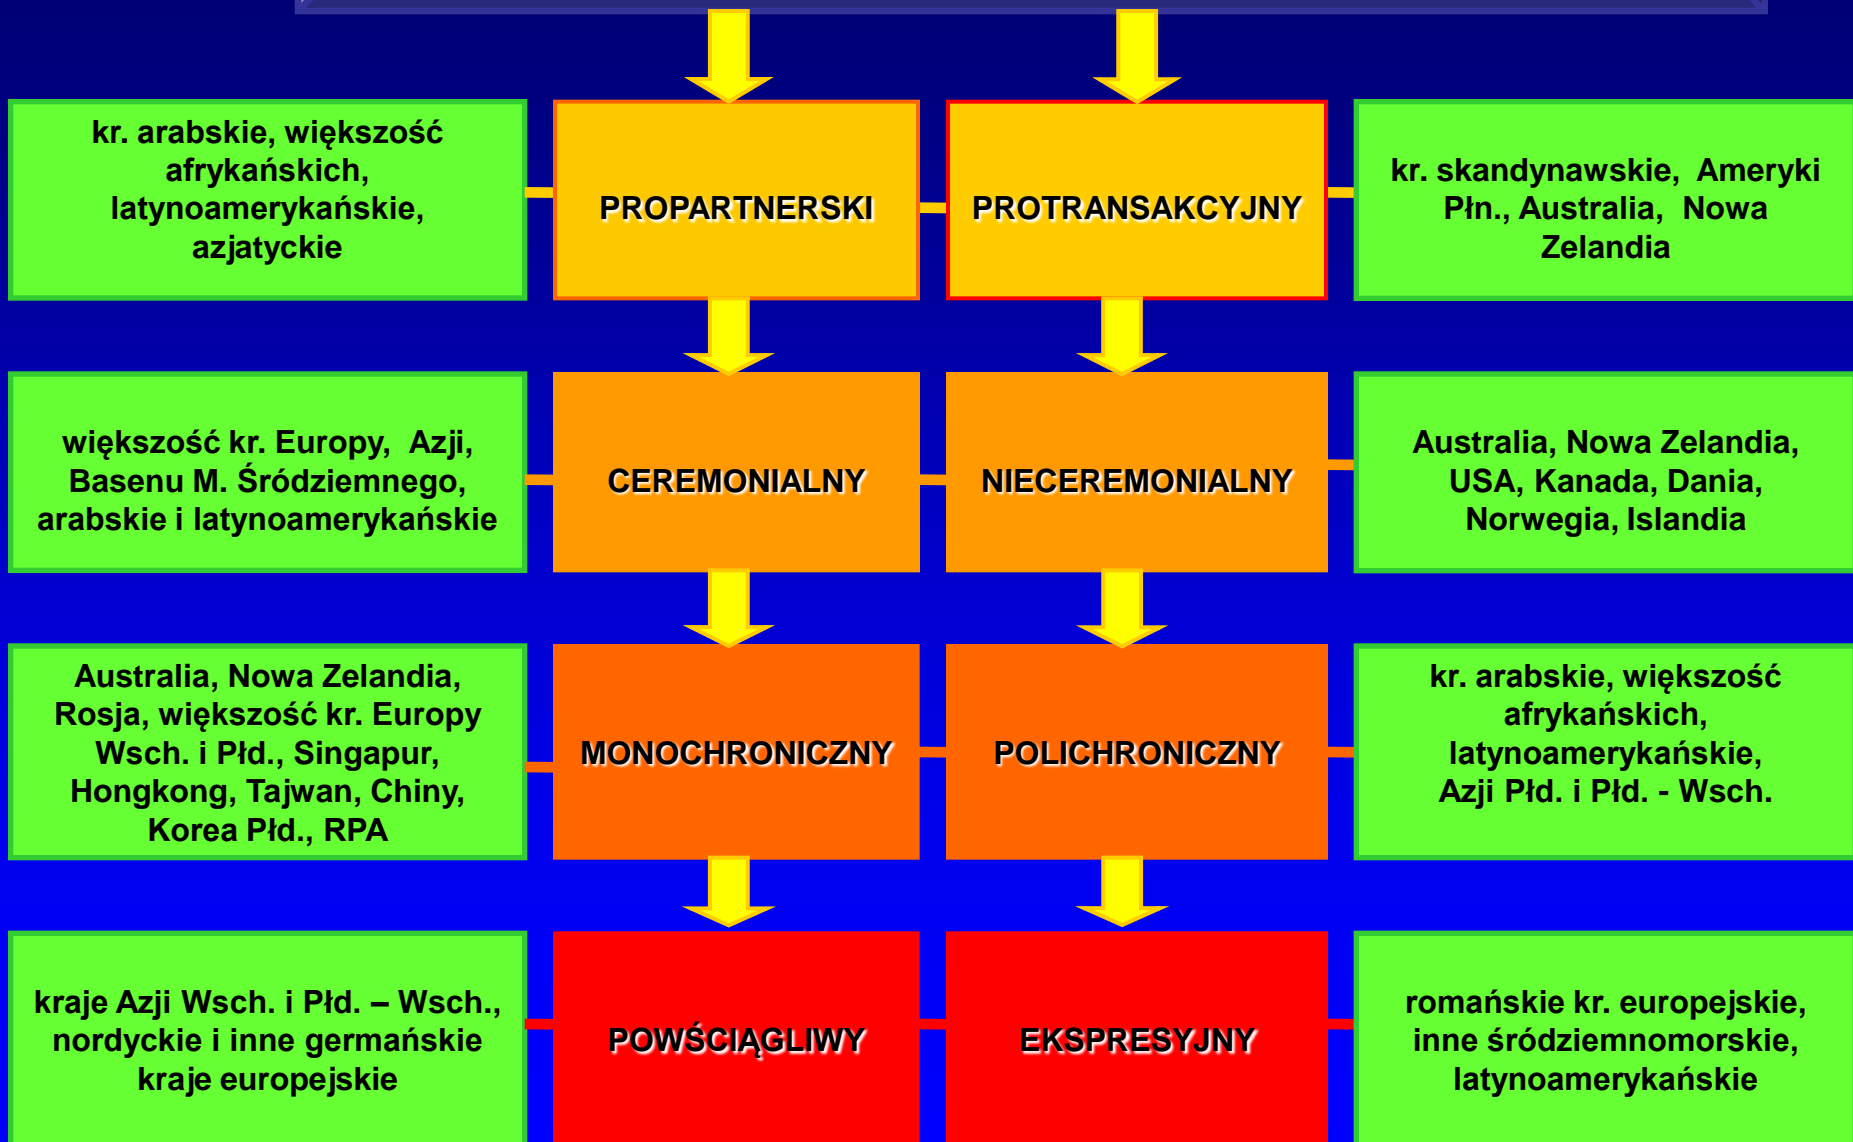 kr. arabskie, większość
afrykańskich,
latynoamerykańskie,
azjatyckie
PROPARTNERSKI
PROTRANSAKCYJNY
kr. skandynawskie, Ameryki
Płn., Australia, Nowa
Zelandia
większość kr. Europy, Azji,
Basenu M. Śródziemnego,
arabskie i latynoamerykańskie
CEREMONIALNY
NIECEREMONIALNY
Australia, Nowa Zelandia,
USA, Kanada, Dania,
Norwegia, Islandia
Australia, Nowa Zelandia,
Rosja, większość kr. Europy
Wsch. i Płd., Singapur,
Hongkong, Tajwan, Chiny,
Korea Płd., RPA
MONOCHRONICZNY
POLICHRONICZNY
kr. arabskie, większość
afrykańskich,
latynoamerykańskie,
Azji Płd. i Płd. - Wsch.
kraje Azji Wsch. i Płd. – Wsch.,
nordyckie i inne germańskie
kraje europejskie
POWŚCIĄGLIWY
EKSPRESYJNY
romańskie kr. europejskie,
inne śródziemnomorskie,
latynoamerykańskie